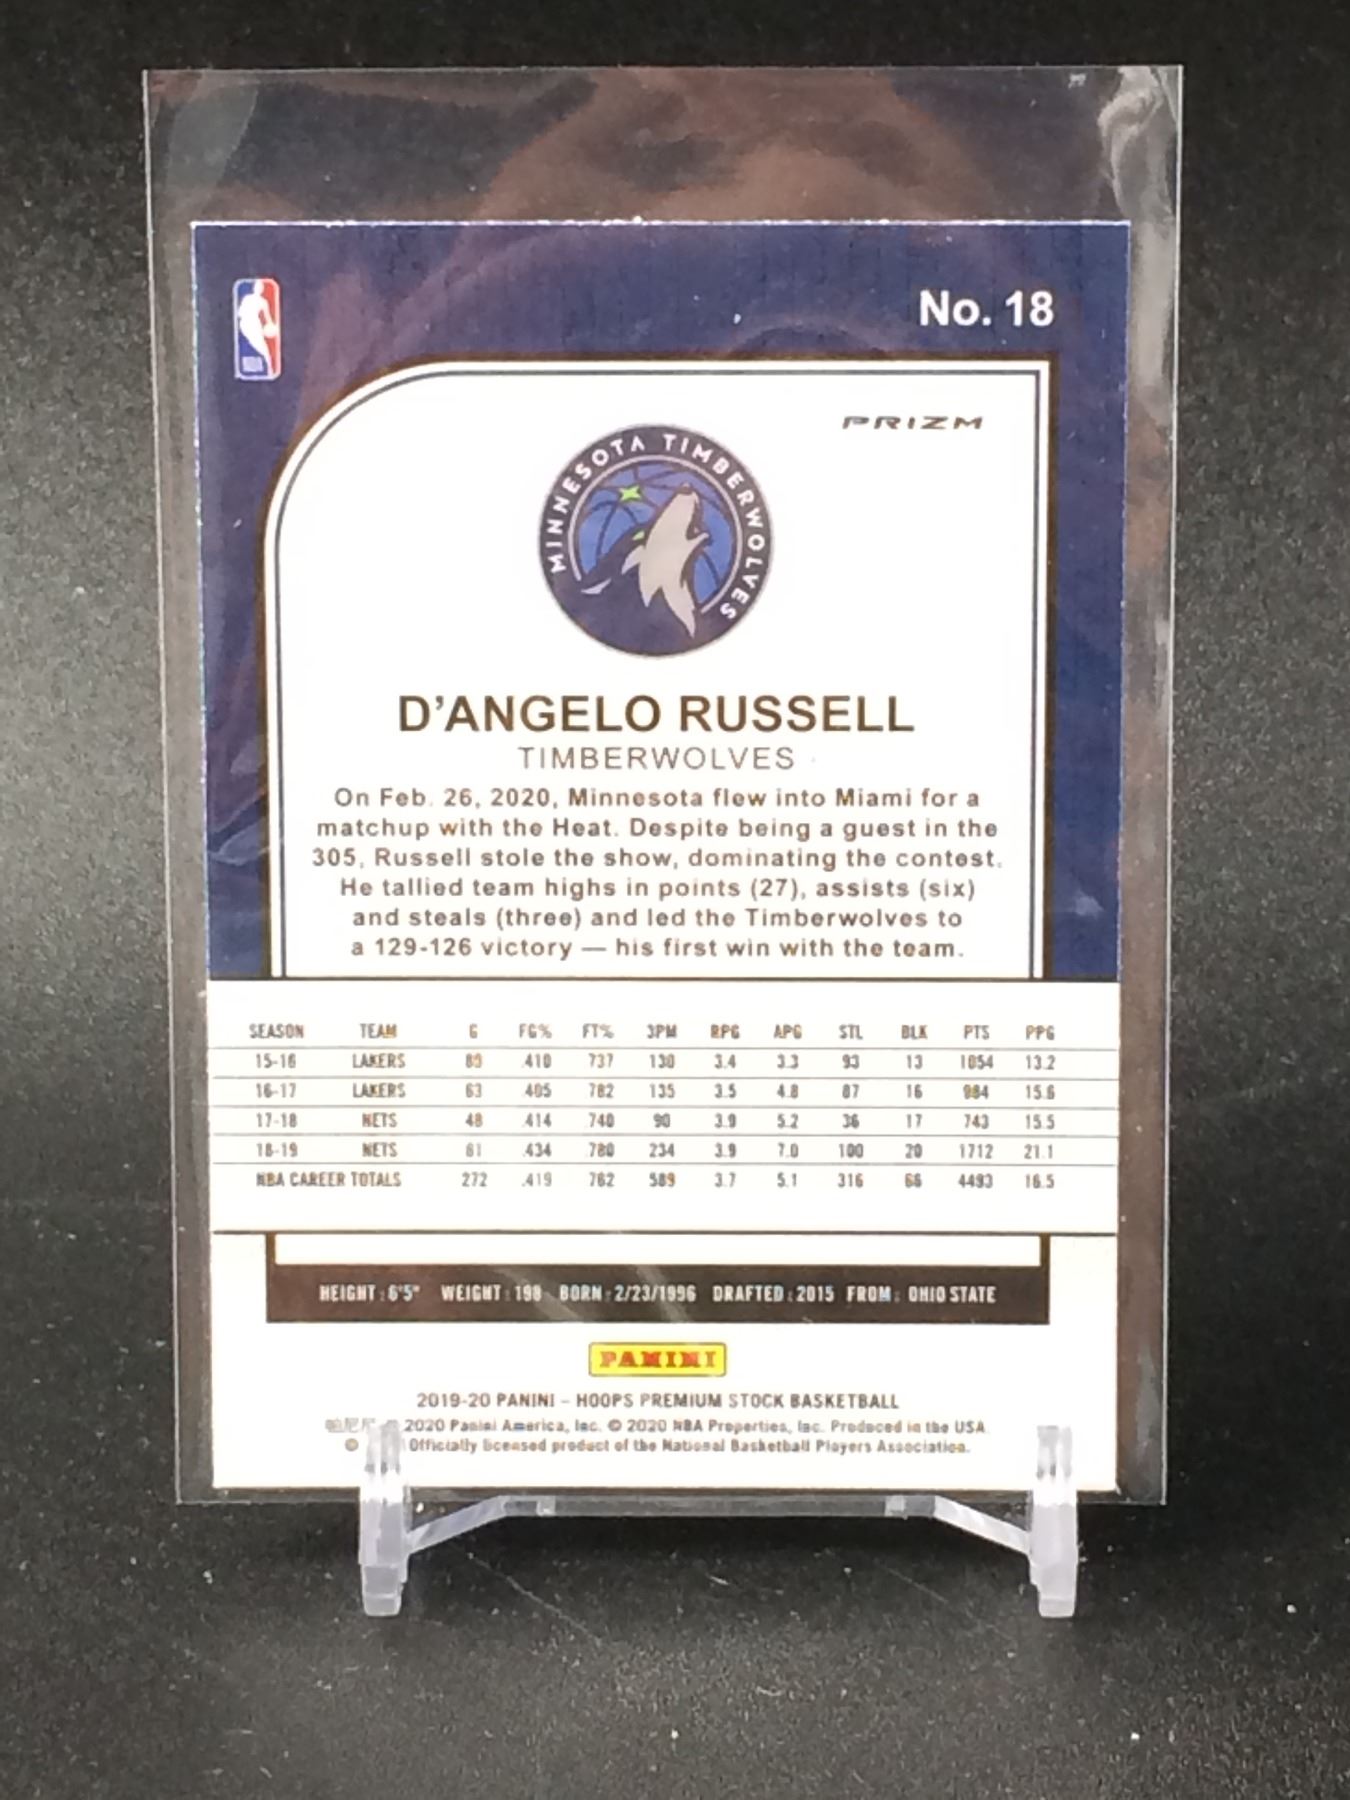 No. 18
PRIZM
MINNESOTA TIMBERWOLVES
D'ANGELO RUSSELL
TIMBERWOLVES
On Feb. 26, 2020, Minnesota flew into Miami for a
matchup with the Heat. Despite being a guest in the
305, Russell stole the show, dominating the contest.
He tallied team highs in points (27), assists (six)
and steals (three) and led the Timberwolves to
a 129-126 victory — his first win with the team.
SEASON TEAM G FG% FT% 3PM RPG APG STL BLK PTS PPG
15-16 LAKERS 80 .410 .737 130 3.4 3.3 93 13 1054 13.2
16-17 LAKERS 63 .405 .782 135 3.5 4.8 87 16 984 15.6
17-18 NETS 48 .414 .740 90 3.9 5.2 36 17 743 15.5
18-19 NETS 81 .434 .780 234 3.9 7.0 100 20 1712 21.1
NBA CAREER TOTALS 272 .419 .762 589 3.7 5.1 316 66 4493 16.5
HEIGHT: 6'5" WEIGHT: 198 BORN: 2/23/1996 DRAFTED: 2015 FROM: OHIO STATE
PANINI
2019-20 PANINI – HOOPS PREMIUM STOCK BASKETBALL
2020 Panini America, Inc. © 2020 NBA Properties, Inc. Produced in the USA.
© Officially licensed product of the National Basketball Players Association.